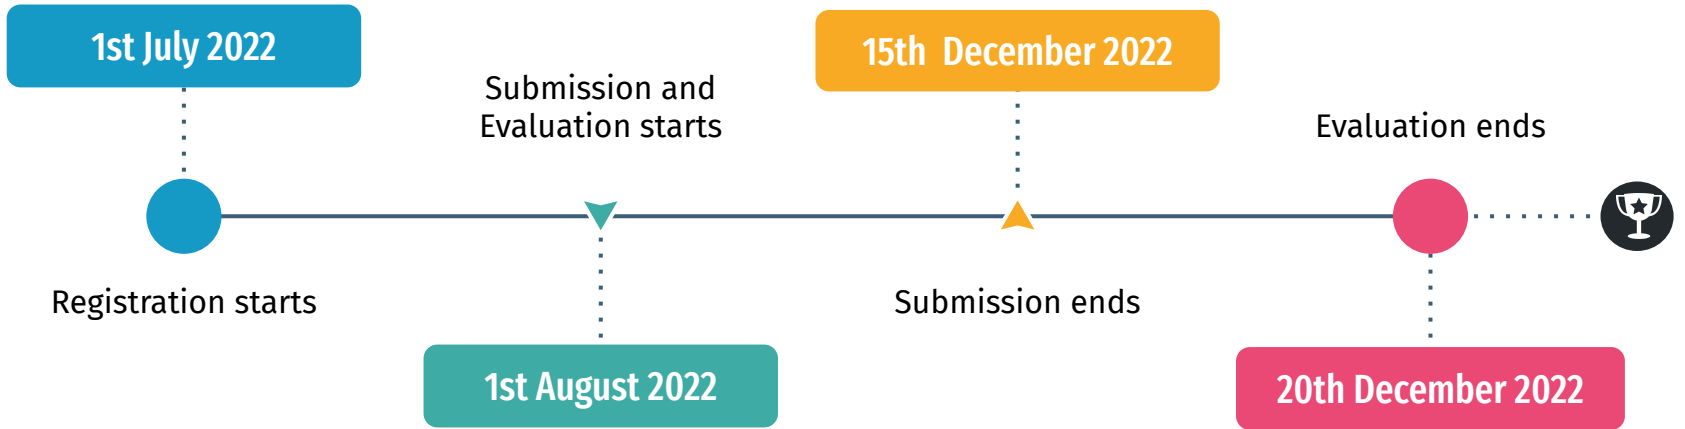 1st July 2022
Registration starts
Submission and
Evaluation starts
1st August 2022
15th December 2022
Submission ends
Evaluation ends
20th December 2022